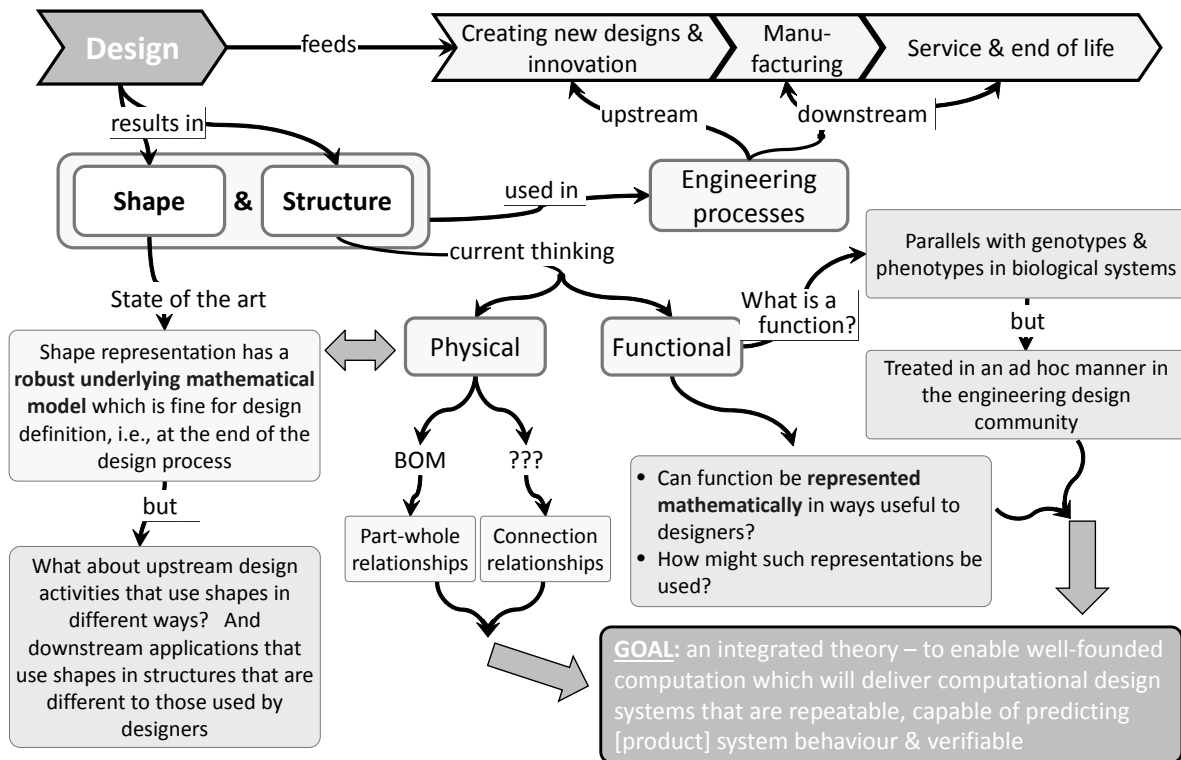 Design
feeds
Creating new designs &
innovation
Manu-
facturing
Service & end of life
results in
upstream
downstream
Shape
&
Structure
used in
Engineering
processes
current thinking
Parallels with genotypes &
phenotypes in biological systems
State of the art
What is a
function?
but
Shape representation has a
robust underlying mathematical
model which is fine for design
definition, i.e., at the end of the
design process
Physical
Functional
Treated in an ad hoc manner in
the engineering design
community
BOM
???
but
• Can function be represented
mathematically in ways useful to
designers?
• How might such representations be
used?
Part-whole
relationships
Connection
relationships
What about upstream design
activities that use shapes in
different ways? And
downstream applications that
use shapes in structures that are
different to those used by
designers
GOAL: an integrated theory – to enable well-founded
computation which will deliver computational design
systems that are repeatable, capable of predicting
[product] system behaviour & verifiable